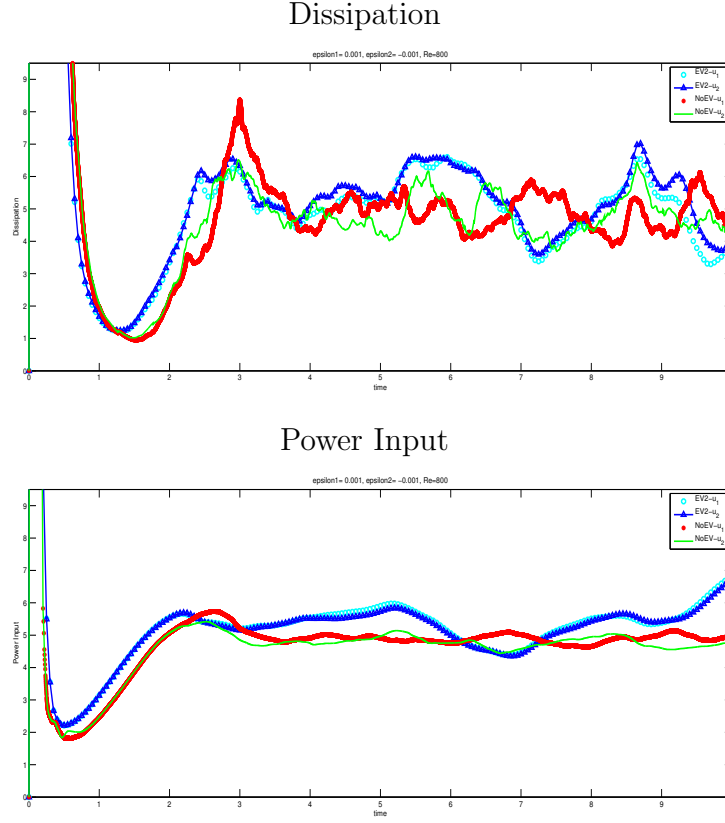 Dissipation
epsilon1= 0.001, epsilon2= −0.001, Re=800
EV2−u1
EV2−u2
NoEV−u1
NoEV−u2
9
8
7
6
5
4
3
2
1
0
Dissipation
0 1 2 3 4 5 6 7 8 9
time
Power Input
epsilon1= 0.001, epsilon2= −0.001, Re=800
EV2−u1
EV2−u2
NoEV−u1
NoEV−u2
9
8
7
6
5
4
3
2
1
0
Power Input
0 1 2 3 4 5 6 7 8 9
time